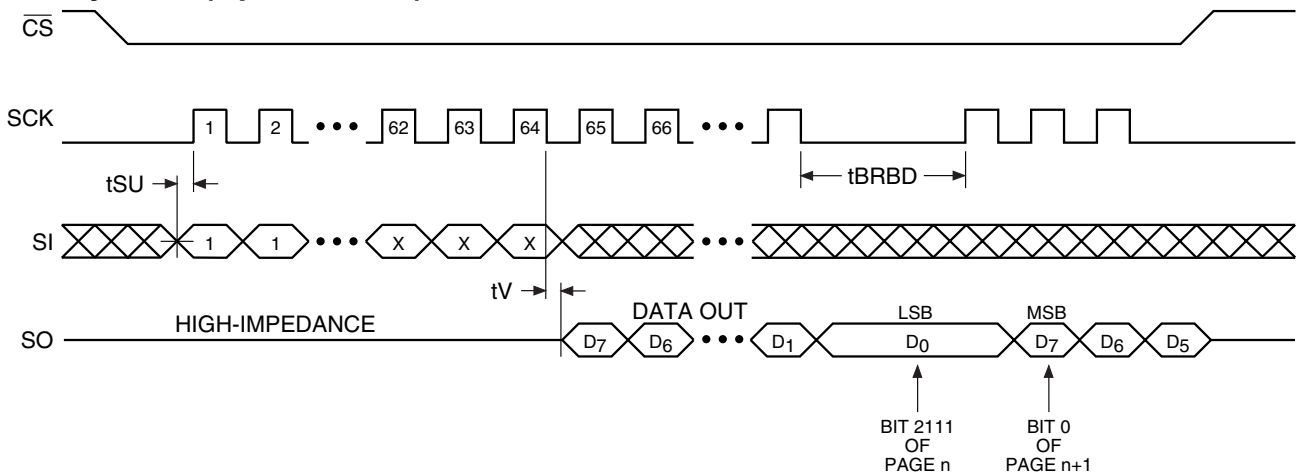 CS
SCK
1 2 ••• 62 63 64 65 66 •••
tSU
tBRBD
SI
1 1 ••• X X X •••
tV
HIGH-IMPEDANCE
DATA OUT
LSB
MSB
SO
D7 D6 ••• D1 D0 D7 D6 D5
BIT 2111
OF
PAGE n
BIT 0
OF
PAGE n+1